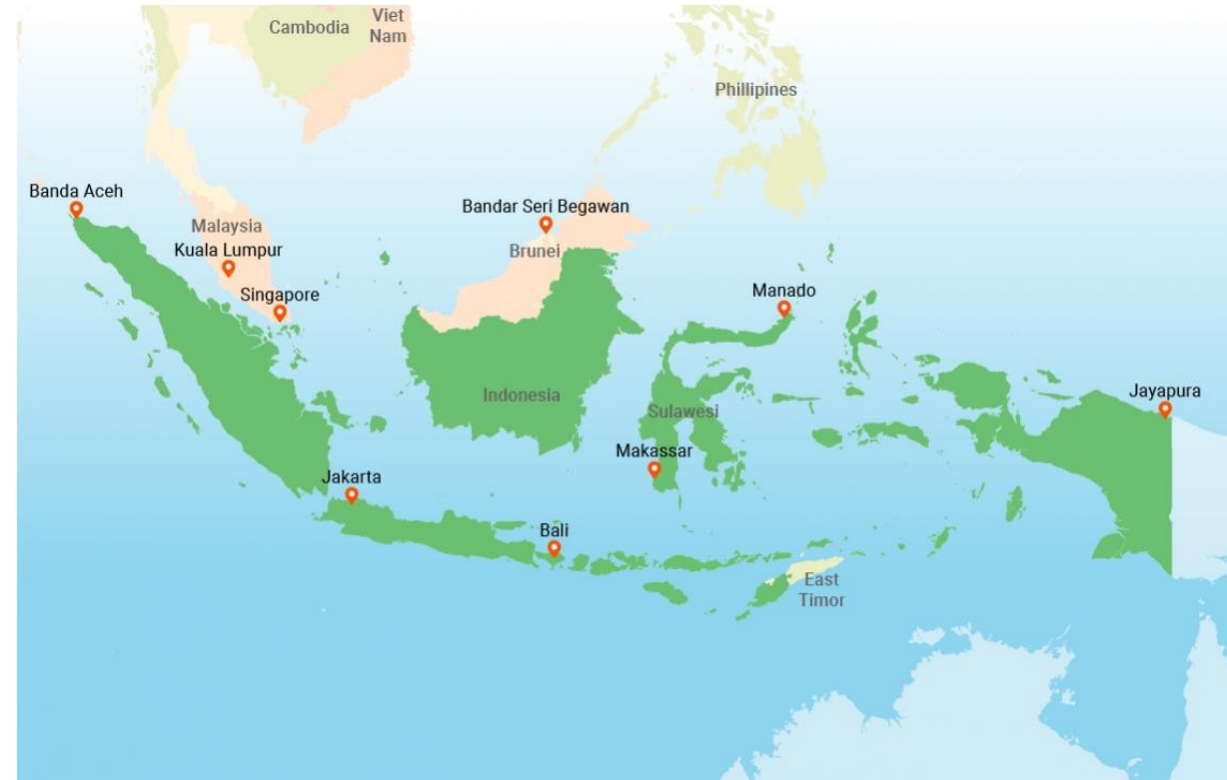 Cambodia
Viet
Nam
Phillipines
Banda Aceh
Malaysia
Bandar Seri Begawan
Kuala Lumpur
Brunei
Singapore
Manado
Indonesia
Sulawesi
Jayapura
Makassar
Jakarta
Bali
East
Timor